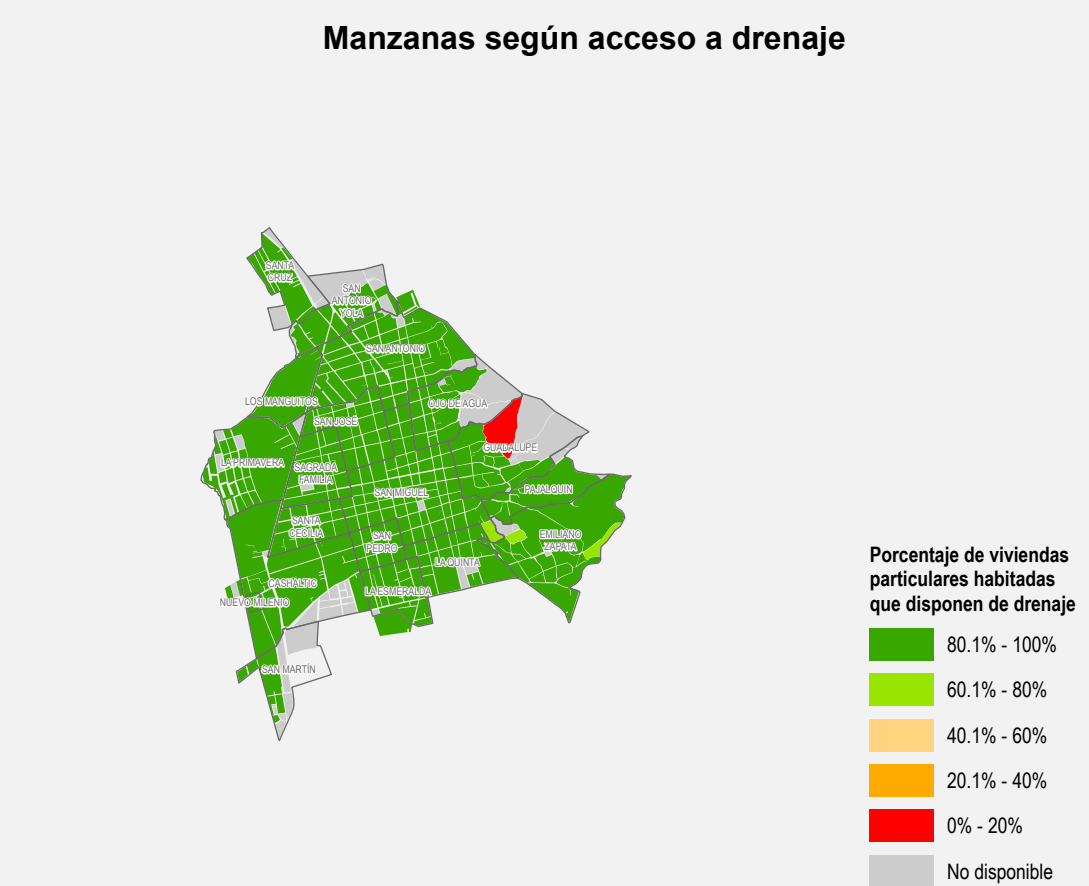 Manzanas según acceso a drenaje
SANTA
CRUZ
SAN
ANTONIO
YOLÁ
SAN ANTONIO
LOS MANGUITOS
OJO DE AGUA
SAN JOSÉ
GUADALUPE
LA PRIMAVERA
SAGRADA
FAMILIA
SAN MIGUEL
PAJALQUIN
SANTA
CECILIA
SAN
PEDRO
EMILIANO
ZAPATA
LA QUINTA
CASHALTIC
LA ESMERALDA
NUEVO MILENIO
SAN MARTÍN
Porcentaje de viviendas
particulares habitadas
que disponen de drenaje
80.1% - 100%
60.1% - 80%
40.1% - 60%
20.1% - 40%
0% - 20%
No disponible